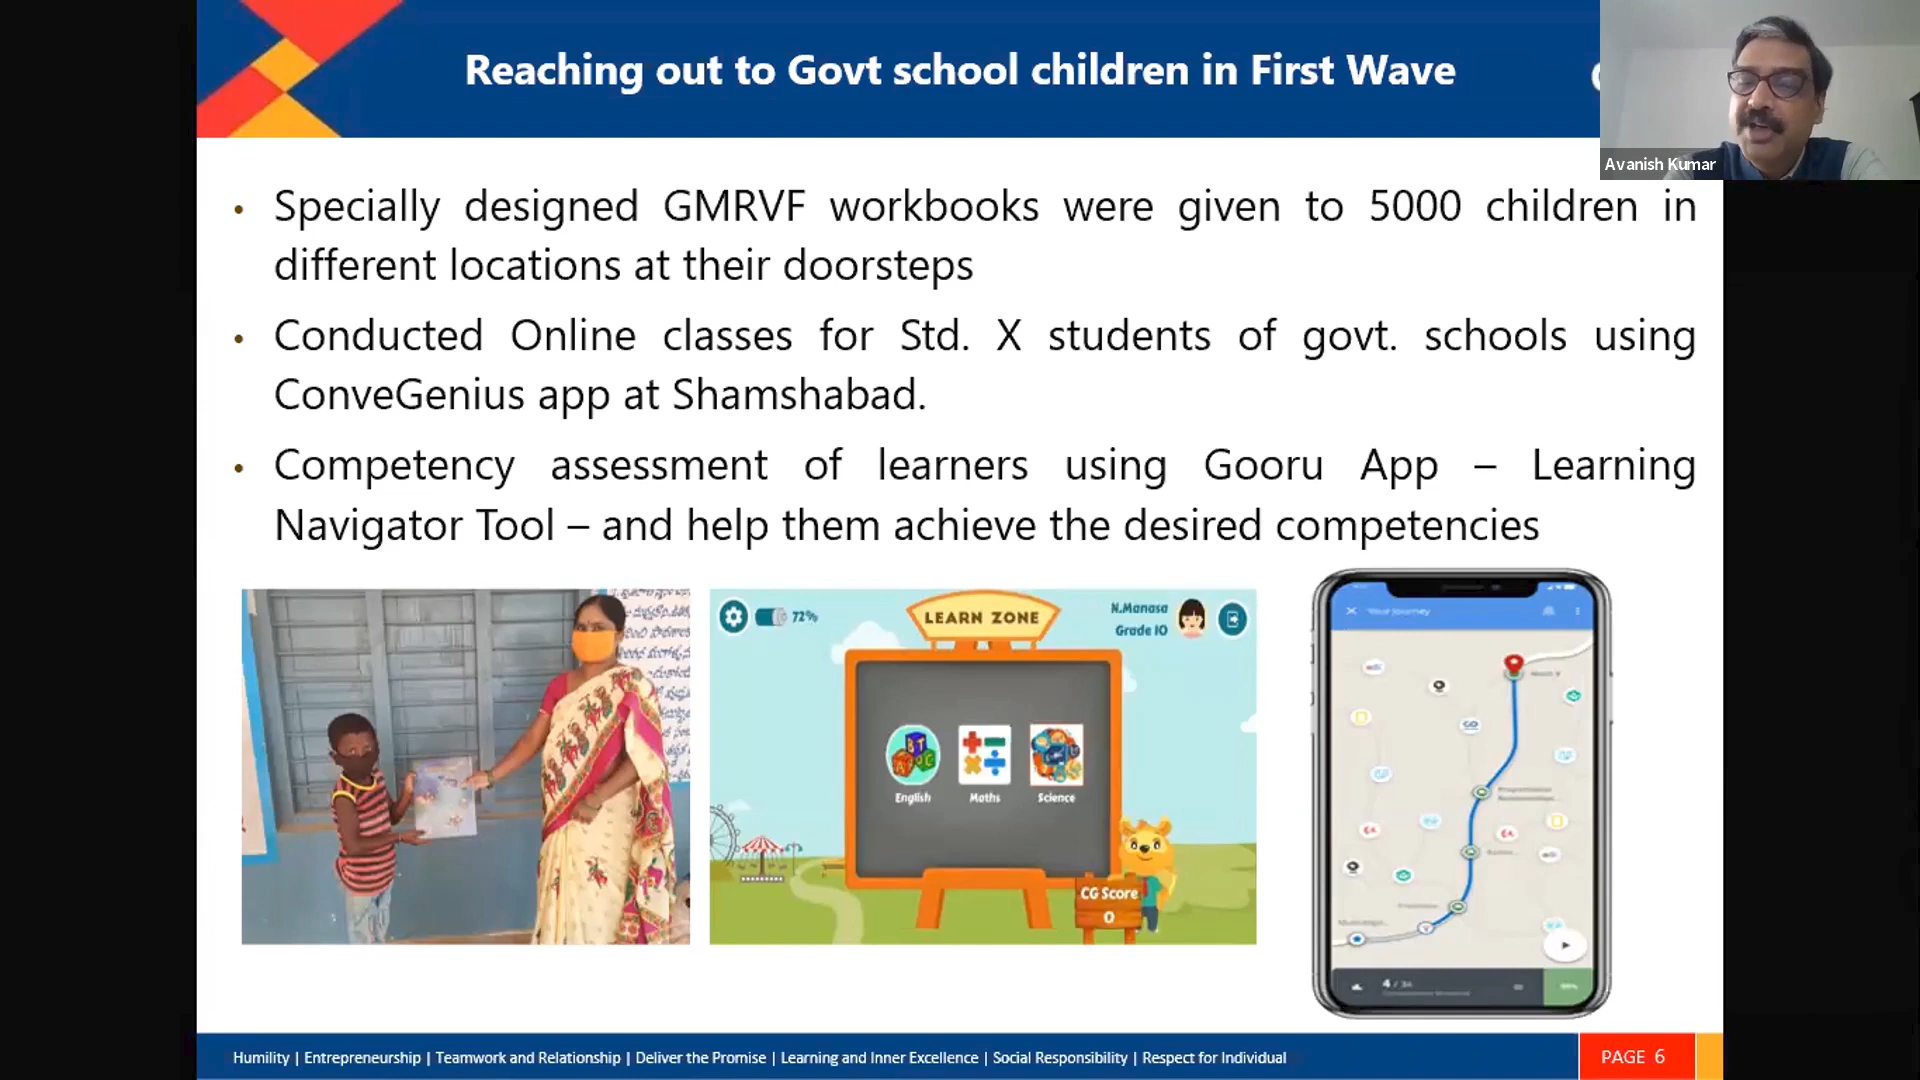 Reaching out to Govt school children in First Wave
Avanish Kumar
• Specially designed GMRVF workbooks were given to 5000 children in
different locations at their doorsteps
• Conducted Online classes for Std. X students of govt. schools using
ConveGenius app at Shamshabad.
• Competency assessment of learners using Gooru App – Learning
Navigator Tool – and help them achieve the desired competencies
72%
LEARN ZONE
N.Manasa
Grade 10
English
Maths
Science
CG Score
0
Your Journey
4 / 34
Humility | Entrepreneurship | Teamwork and Relationship | Deliver the Promise | Learning and Inner Excellence | Social Responsibility | Respect for Individual
PAGE 6